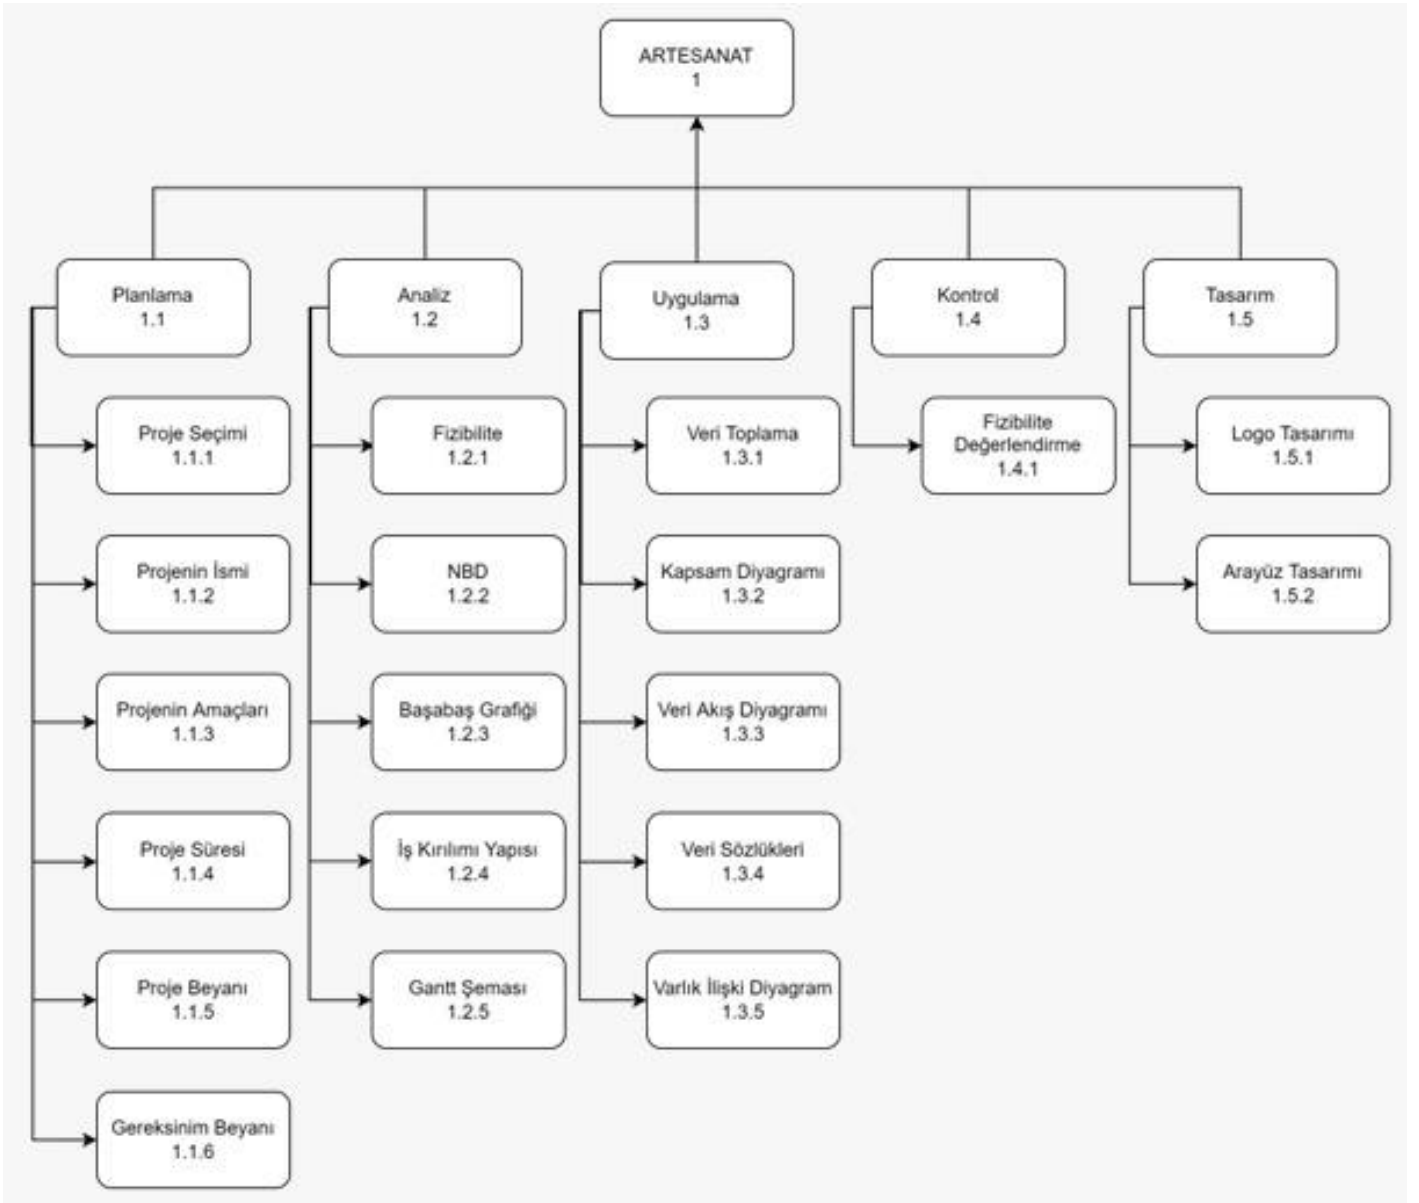 ARTESANAT
1
Planlama
1.1
Analiz
1.2
Uygulama
1.3
Kontrol
1.4
Tasarım
1.5
Proje Seçimi
1.1.1
Fizibilite
1.2.1
Veri Toplama
1.3.1
Fizibilite
Değerlendirme
1.4.1
Logo Tasarımı
1.5.1
Projenin İsmi
1.1.2
NBD
1.2.2
Kapsam Diyagramı
1.3.2
Arayüz Tasarımı
1.5.2
Projenin Amaçları
1.1.3
Başabaş Grafiği
1.2.3
Veri Akış Diyagramı
1.3.3
Proje Süresi
1.1.4
İş Kırılımı Yapısı
1.2.4
Veri Sözlükleri
1.3.4
Proje Beyanı
1.1.5
Gantt Şeması
1.2.5
Varlık İlişki Diyagram
1.3.5
Gereksinim Beyanı
1.1.6